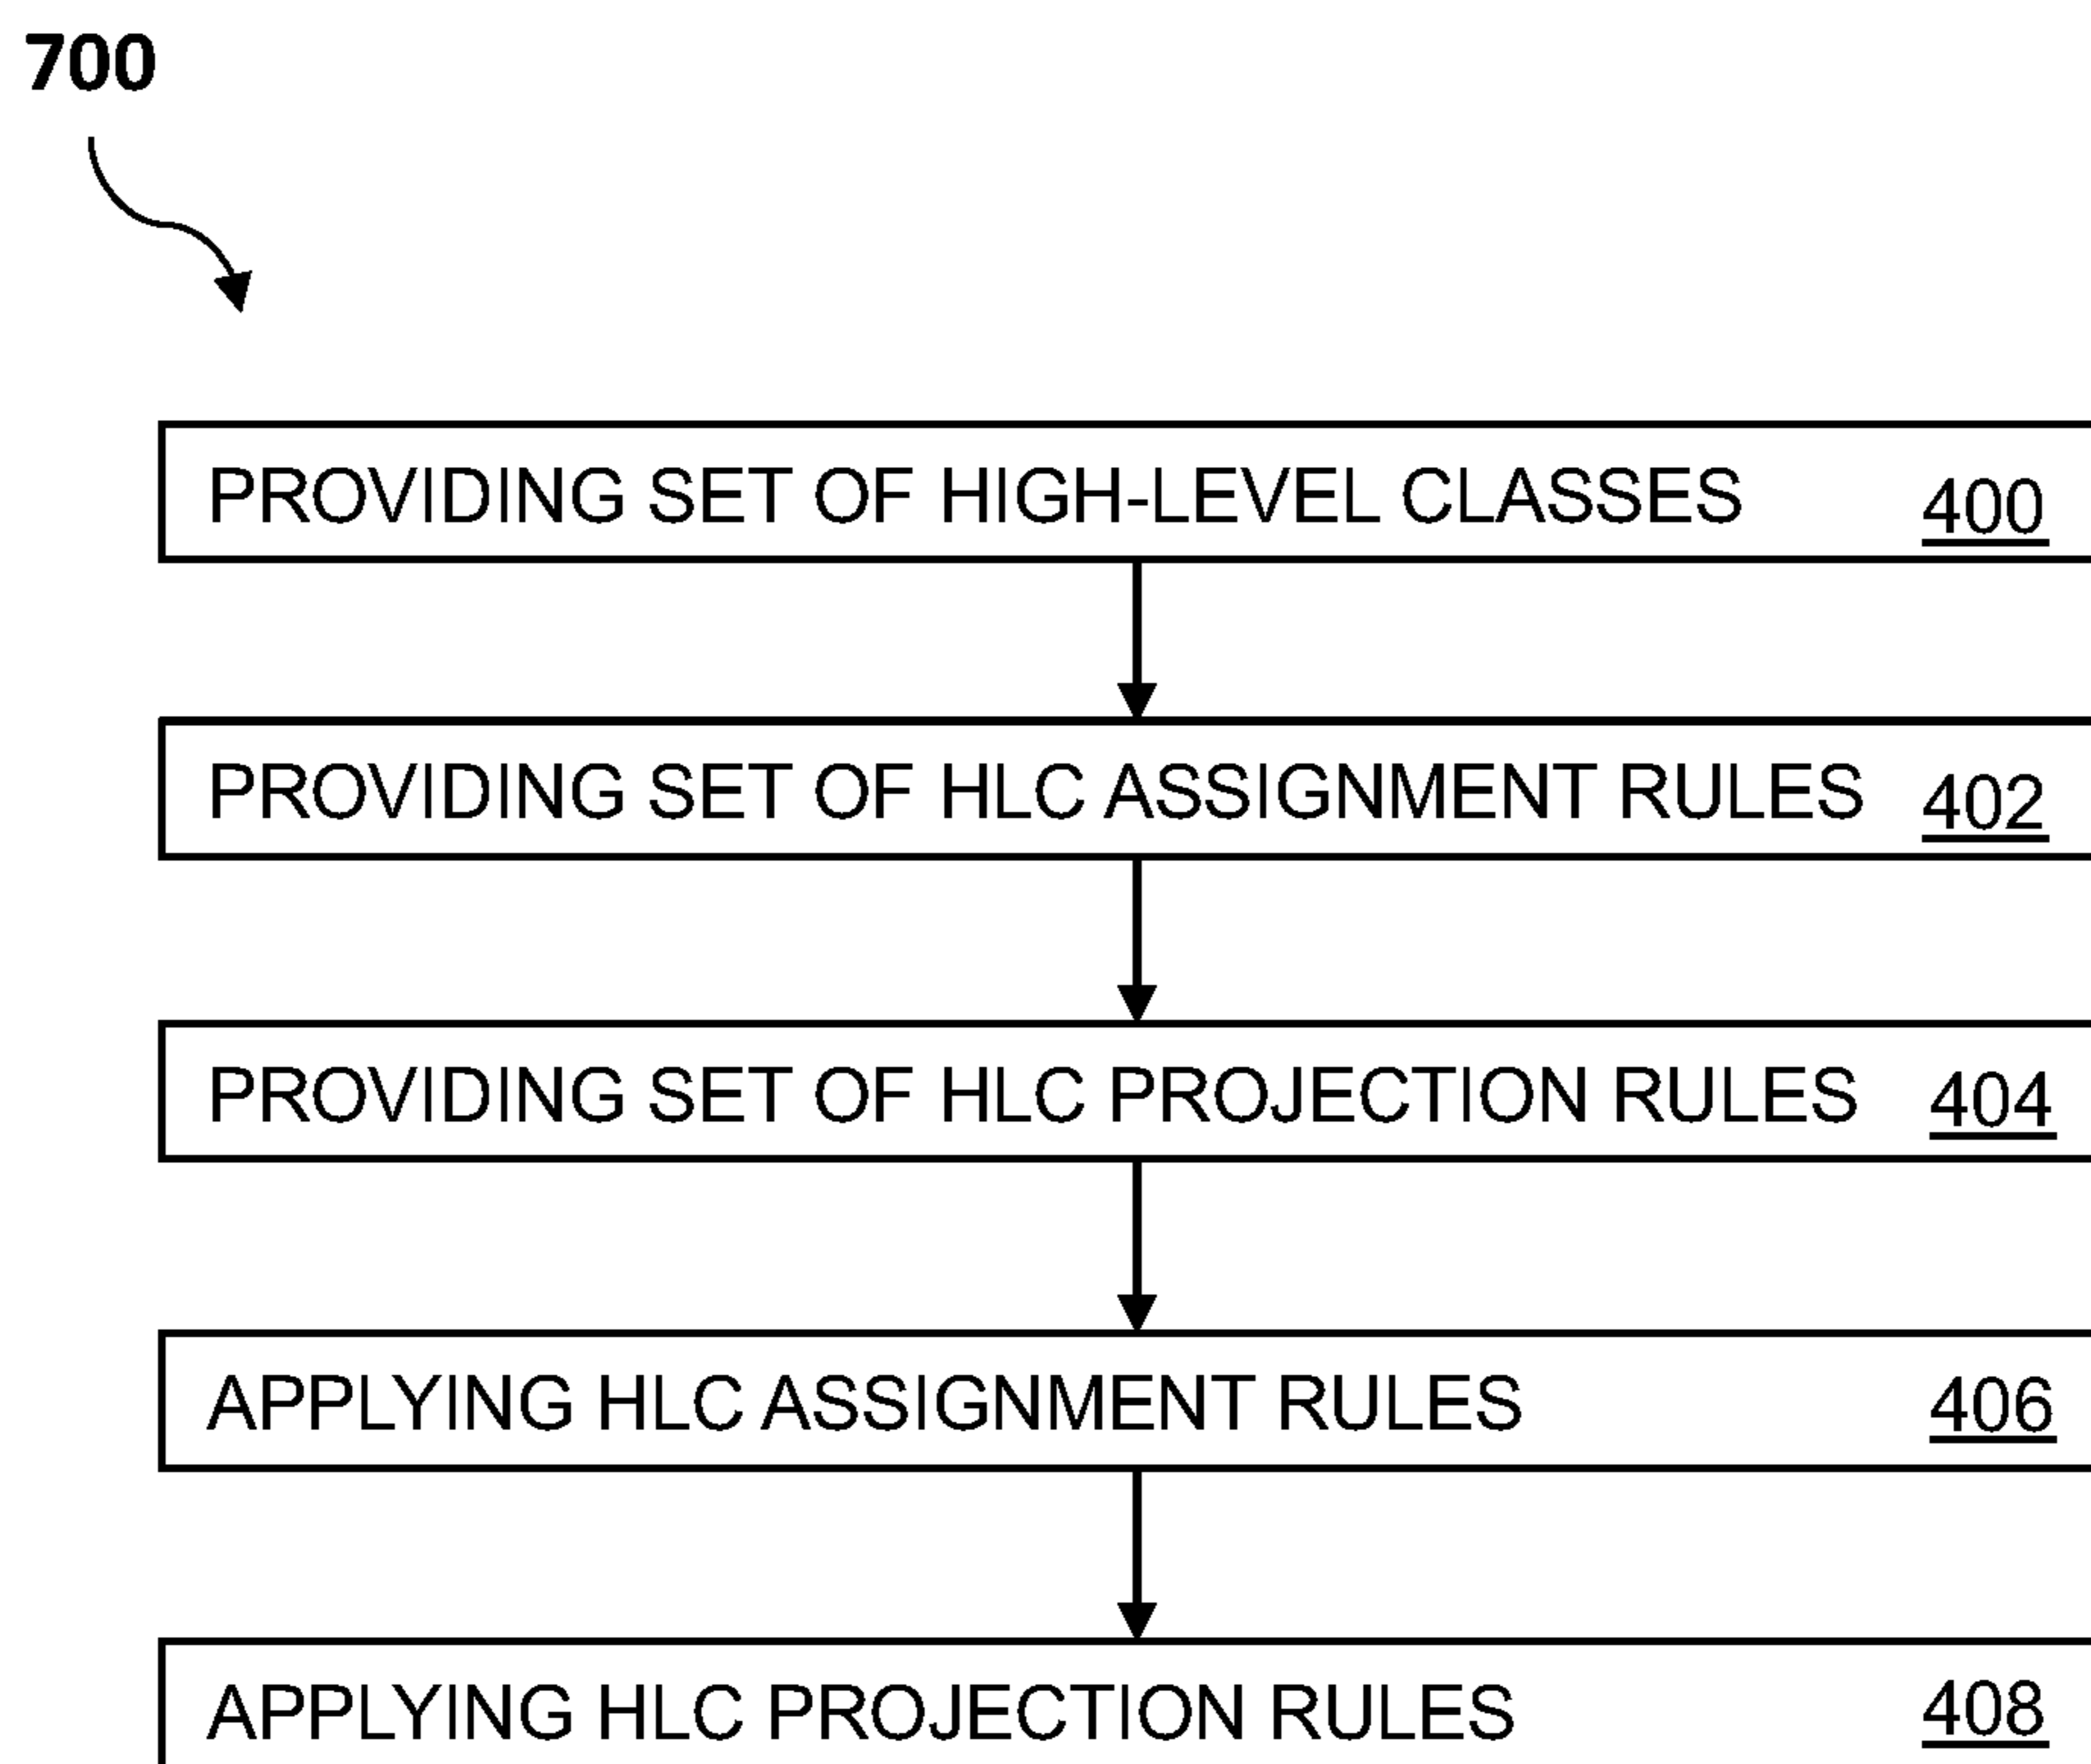 700
PROVIDING SET OF HIGH-LEVEL CLASSES 400
PROVIDING SET OF HLC ASSIGNMENT RULES 402
PROVIDING SET OF HLC PROJECTION RULES 404
APPLYING HLC ASSIGNMENT RULES 406
APPLYING HLC PROJECTION RULES 408